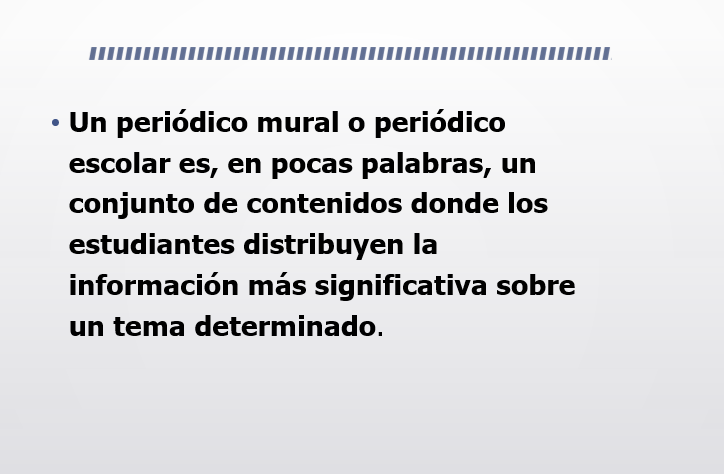 • Un periódico mural o periódico
escolar es, en pocas palabras, un
conjunto de contenidos donde los
estudiantes distribuyen la
información más significativa sobre
un tema determinado.